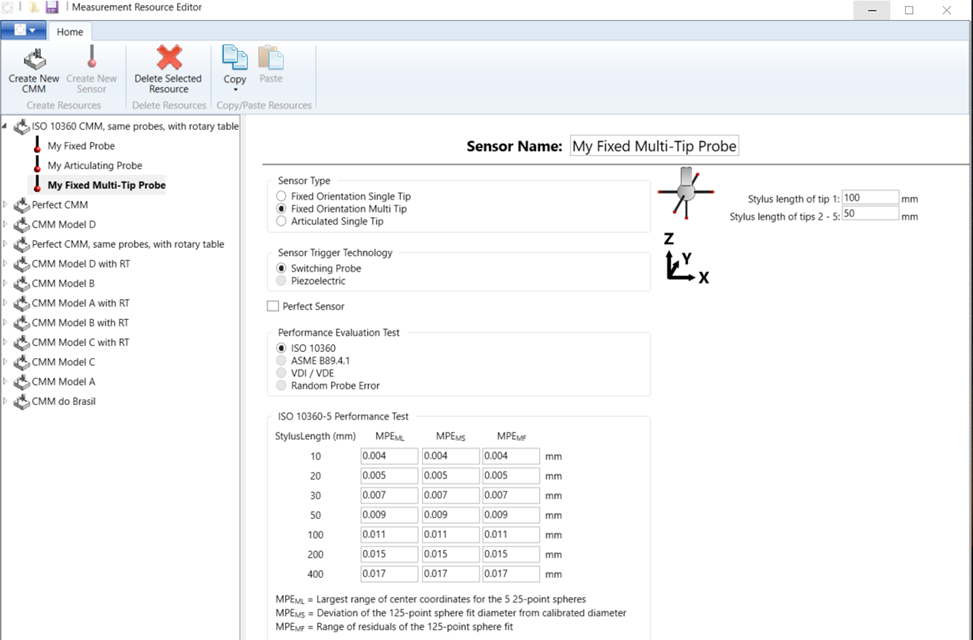 Measurement Resource Editor
Home
Create New CMM
Create New Sensor
Delete Selected Resource
Copy
Paste
Create Resources
Delete Resources
Copy/Paste Resources
ISO 10360 CMM, same probes, with rotary table
My Fixed Probe
My Articulating Probe
My Fixed Multi-Tip Probe
Perfect CMM
CMM Model D
Perfect CMM, same probes, with rotary table
CMM Model D with RT
CMM Model B
CMM Model A with RT
CMM Model B with RT
CMM Model C with RT
CMM Model C
CMM Model A
CMM do Brasil
Sensor Name: My Fixed Multi-Tip Probe
Sensor Type
Fixed Orientation Single Tip
Fixed Orientation Multi Tip
Articulated Single Tip
Stylus length of tip 1: 100 mm
Stylus length of tips 2 - 5: 50 mm
Z
Y
X
Sensor Trigger Technology
Switching Probe
Piezoelectric
Perfect Sensor
Performance Evaluation Test
ISO 10360
ASME B89.4.1
VDI / VDE
Random Probe Error
ISO 10360-5 Performance Test
StylusLength (mm) MPEML MPEMS MPEMF
10 0.004 0.004 0.004 mm
20 0.005 0.005 0.005 mm
30 0.007 0.007 0.007 mm
50 0.009 0.009 0.009 mm
100 0.011 0.011 0.011 mm
200 0.015 0.015 0.015 mm
400 0.017 0.017 0.017 mm
MPEML = Largest range of center coordinates for the 5 25-point spheres
MPEMS = Deviation of the 125-point sphere fit diameter from calibrated diameter
MPEMF = Range of residuals of the 125-point sphere fit